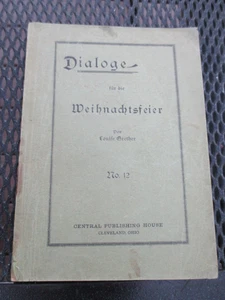 Dialoge
für die
Weihnachtsfeier
No. 12
CENTRAL PUBLISHING HOUSE
CLEVELAND, OHIO